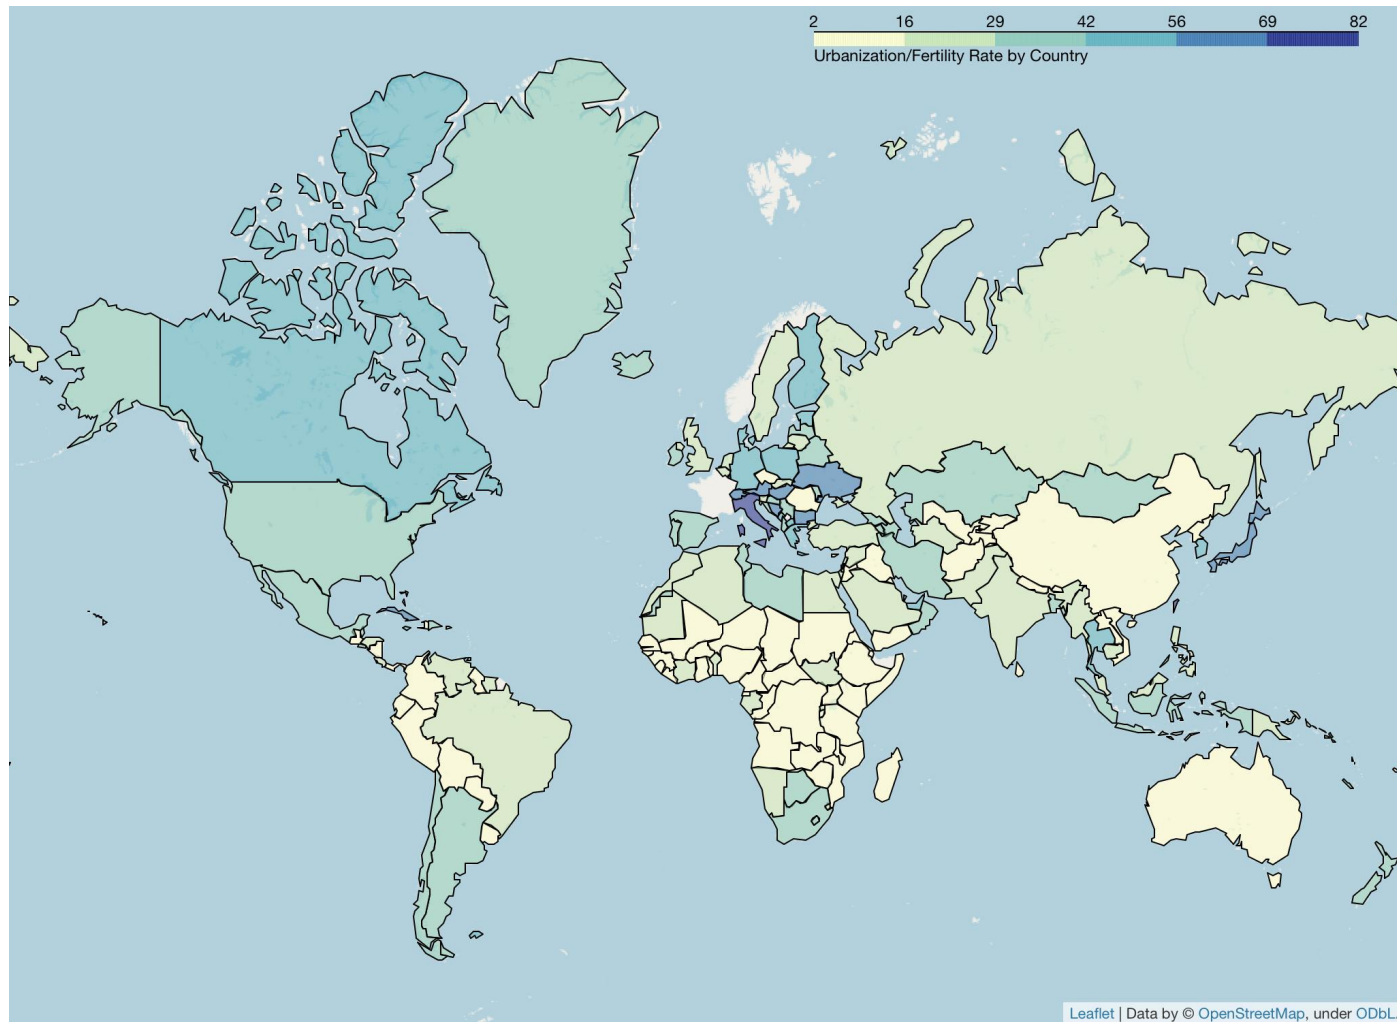 2 16 29 42 56 69 82
Urbanization/Fertility Rate by Country
Leaflet | Data by © OpenStreetMap, under ODbL.